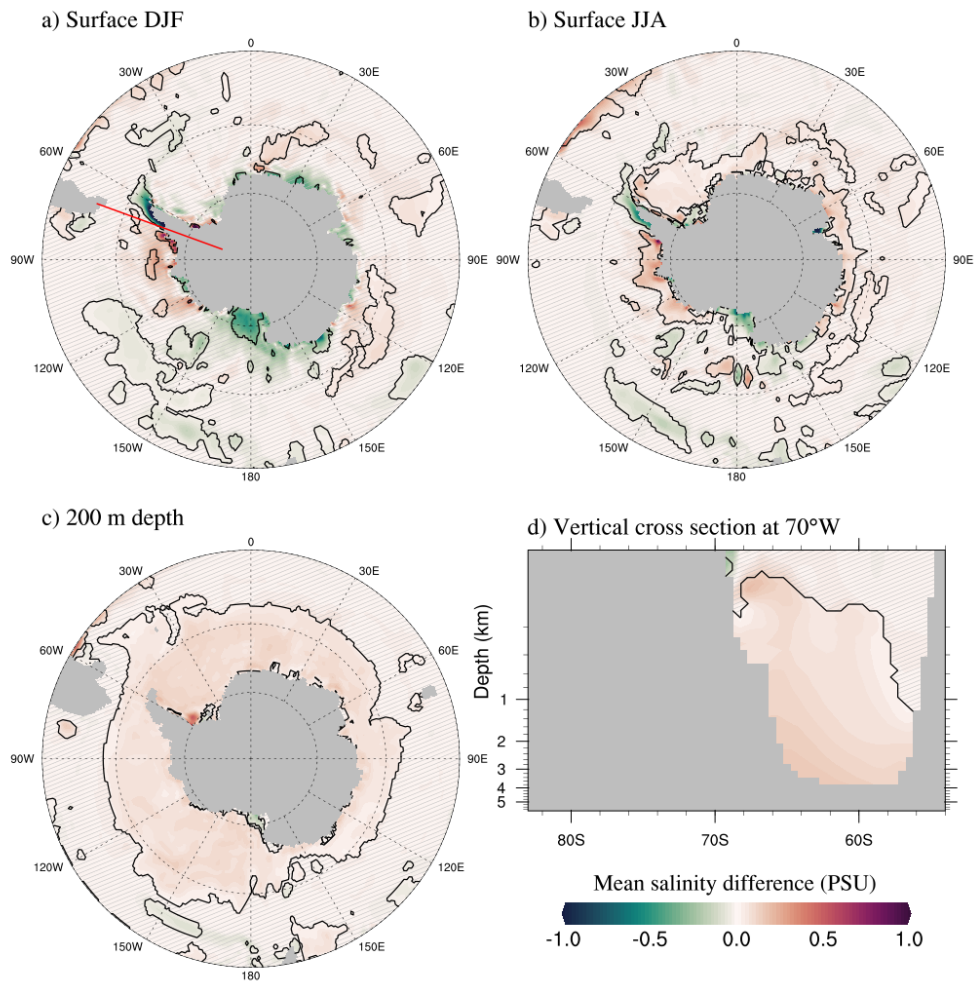 a) Surface DJF
b) Surface JJA
0
0
30W
30E
30W
30E
60W
60E
60W
60E
90W
90E
90W
90E
120W
120E
120W
120E
150W
150E
150W
150E
180
180
c) 200 m depth
d) Vertical cross section at 70°W
0
30W
30E
60W
60E
90W
90E
120W
120E
150W
150E
180
Depth (km)
1
2
3
4
5
80S
70S
60S
Mean salinity difference (PSU)
-1.0
-0.5
0.0
0.5
1.0